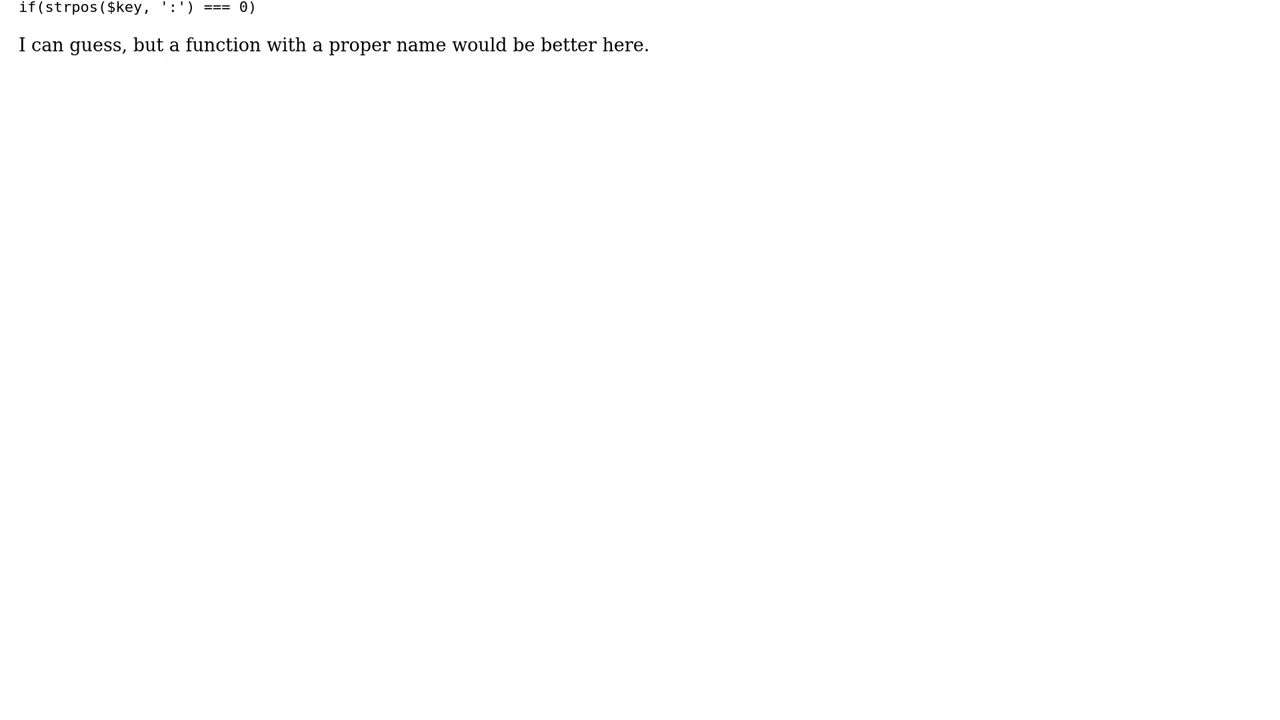 if(strpos($key, ':') === 0)
I can guess, but a function with a proper name would be better here.